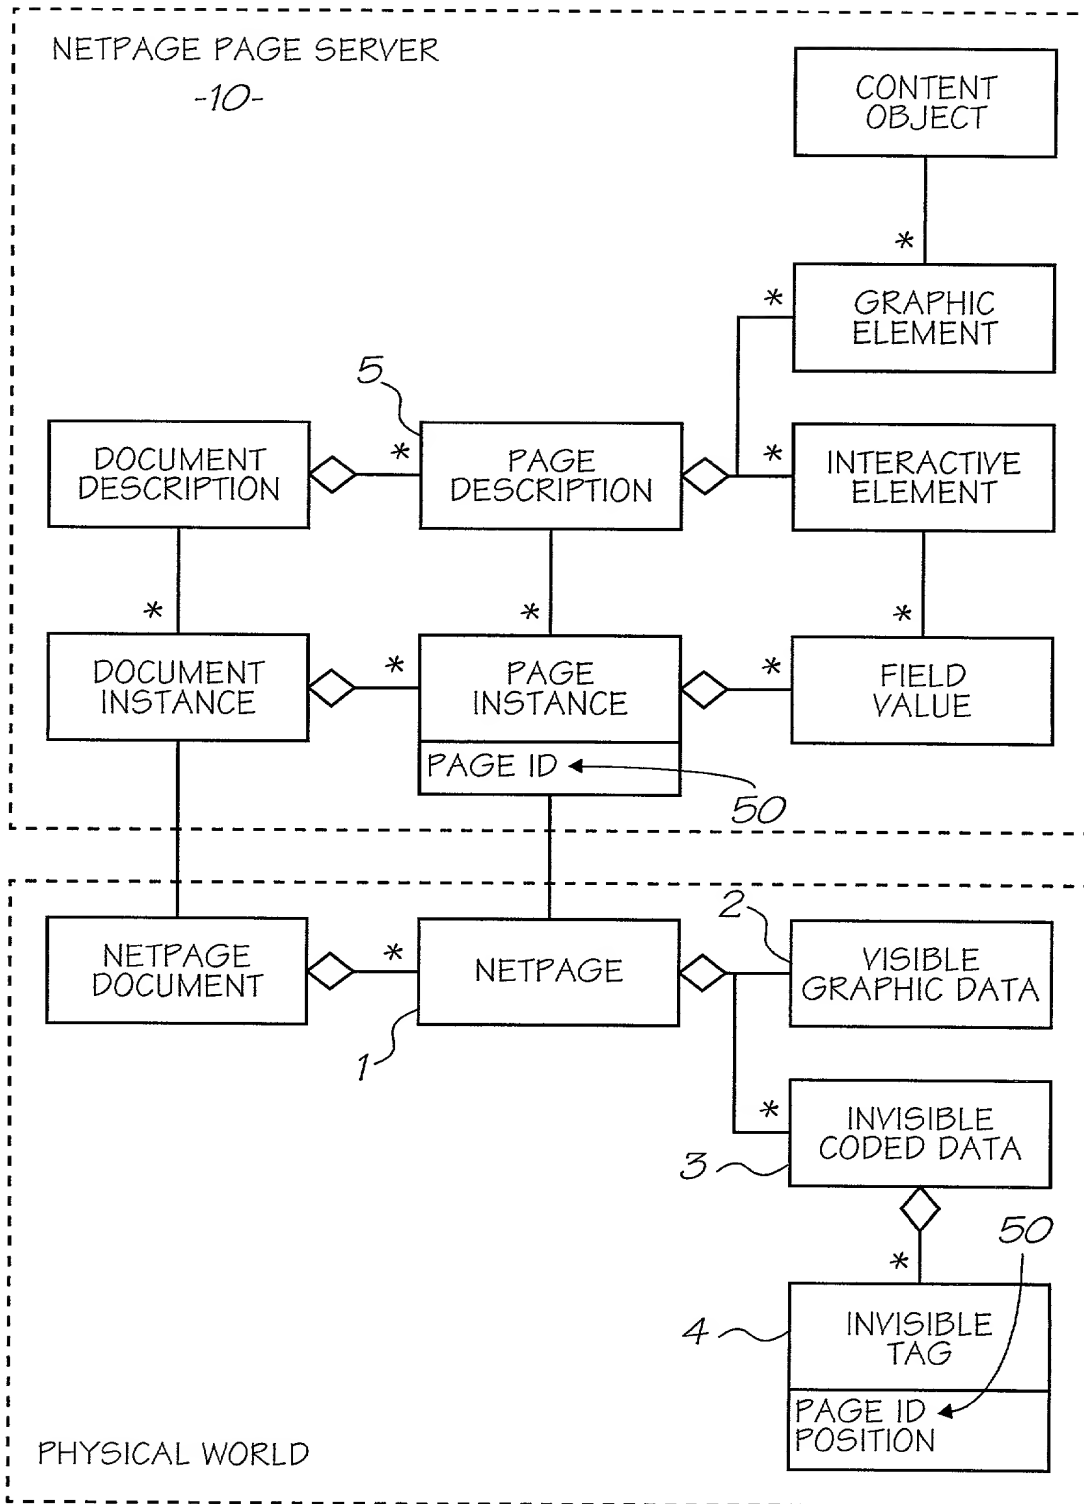 NETPAGE PAGE SERVER
-10-
CONTENT
OBJECT
*
*
GRAPHIC
ELEMENT
5
DOCUMENT
DESCRIPTION
*
PAGE
DESCRIPTION
*
INTERACTIVE
ELEMENT
*
*
*
DOCUMENT
INSTANCE
*
PAGE
INSTANCE
*
FIELD
VALUE
PAGE ID
50
NETPAGE
DOCUMENT
*
NETPAGE
2
VISIBLE
GRAPHIC DATA
1
*
INVISIBLE
CODED DATA
3
50
*
4
INVISIBLE
TAG
PAGE ID
POSITION
PHYSICAL WORLD